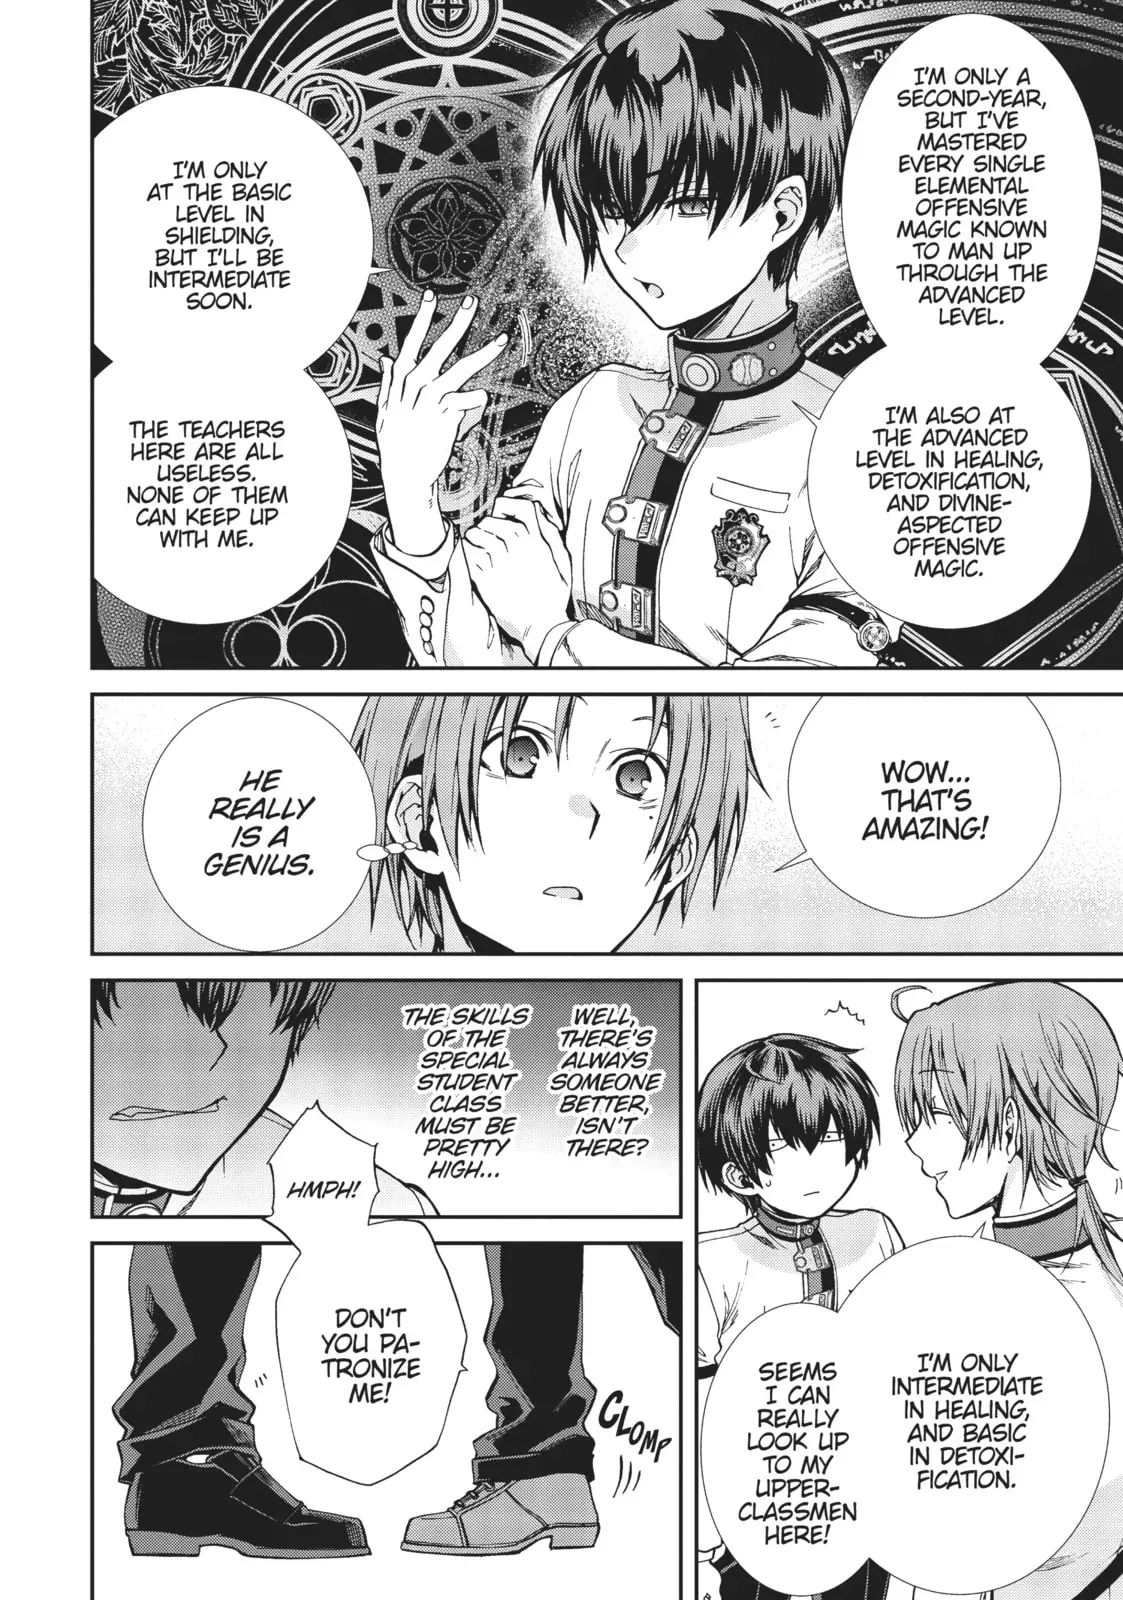 I'M ONLY A
SECOND-YEAR,
BUT I'VE
MASTERED
EVERY SINGLE
ELEMENTAL
OFFENSIVE
MAGIC KNOWN
TO MAN UP
THROUGH THE
ADVANCED
LEVEL.
I'M ALSO AT
THE ADVANCED
LEVEL IN HEALING,
DETOXIFICATION,
AND DIVINE-
ASPECTED
OFFENSIVE
MAGIC.
I'M ONLY
AT THE BASIC
LEVEL IN
SHIELDING,
BUT I'LL BE
INTERMEDIATE
SOON.
THE TEACHERS
HERE ARE ALL
USELESS.
NONE OF THEM
CAN KEEP UP
WITH ME.
WOW...
THAT'S
AMAZING!
HE
REALLY
IS A
GENIUS.
I'M ONLY
INTERMEDIATE
IN HEALING,
AND BASIC
IN DETOXI-
FICATION.
SEEMS
I CAN
REALLY
LOOK UP
TO MY
UPPER-
CLASSMEN
HERE!
WELL,
THERE'S
ALWAYS
SOMEONE
BETTER,
ISN'T
THERE?
THE SKILLS
OF THE
SPECIAL
STUDENT
CLASS
MUST BE
PRETTY
HIGH...
HMPH!
DON'T
YOU PA-
TRONIZE
ME!
CLOMP